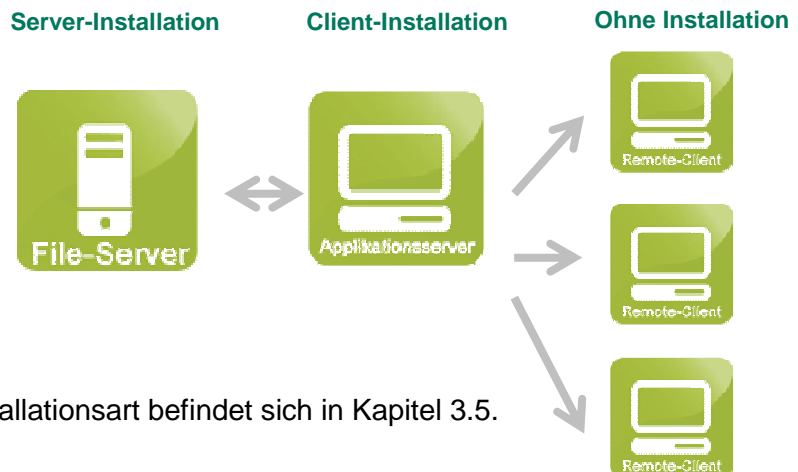 Server-Installation Client-Installation Ohne Installation
File-Server
Applikationsserver
Remote-Client
Remote-Client
Remote-Client
allationsart befindet sich in Kapitel 3.5.